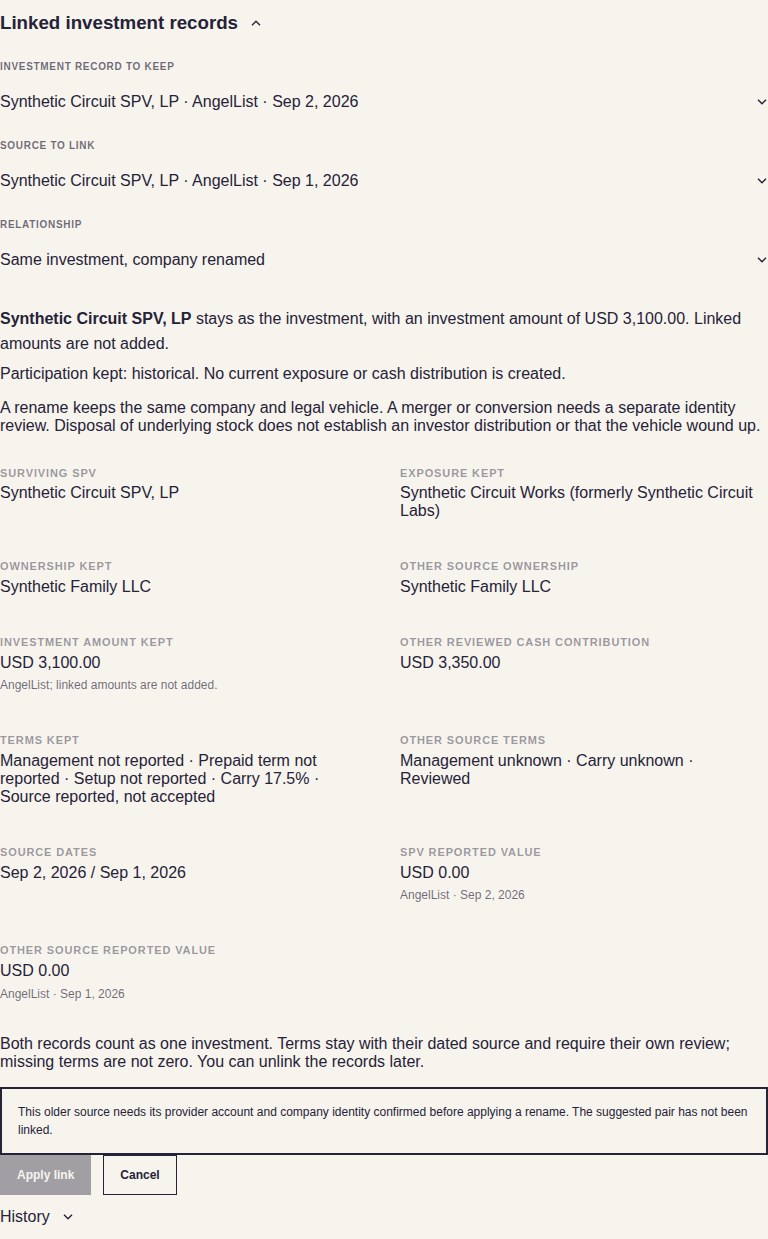 Linked investment records
INVESTMENT RECORD TO KEEP
Synthetic Circuit SPV, LP · AngelList · Sep 2, 2026
SOURCE TO LINK
Synthetic Circuit SPV, LP · AngelList · Sep 1, 2026
RELATIONSHIP
Same investment, company renamed
Synthetic Circuit SPV, LP stays as the investment, with an investment amount of USD 3,100.00. Linked
amounts are not added.
Participation kept: historical. No current exposure or cash distribution is created.
A rename keeps the same company and legal vehicle. A merger or conversion needs a separate identity
review. Disposal of underlying stock does not establish an investor distribution or that the vehicle wound up.
SURVIVING SPV
Synthetic Circuit SPV, LP
EXPOSURE KEPT
Synthetic Circuit Works (formerly Synthetic Circuit
Labs)
OWNERSHIP KEPT
Synthetic Family LLC
OTHER SOURCE OWNERSHIP
Synthetic Family LLC
INVESTMENT AMOUNT KEPT
USD 3,100.00
AngelList; linked amounts are not added.
OTHER REVIEWED CASH CONTRIBUTION
USD 3,350.00
TERMS KEPT
Management not reported · Prepaid term not
reported · Setup not reported · Carry 17.5% ·
Source reported, not accepted
OTHER SOURCE TERMS
Management unknown · Carry unknown ·
Reviewed
SOURCE DATES
Sep 2, 2026 / Sep 1, 2026
SPV REPORTED VALUE
USD 0.00
AngelList · Sep 2, 2026
OTHER SOURCE REPORTED VALUE
USD 0.00
AngelList · Sep 1, 2026
Both records count as one investment. Terms stay with their dated source and require their own review;
missing terms are not zero. You can unlink the records later.
This older source needs its provider account and company identity confirmed before applying a rename. The suggested pair has not been
linked.
Apply link
Cancel
History